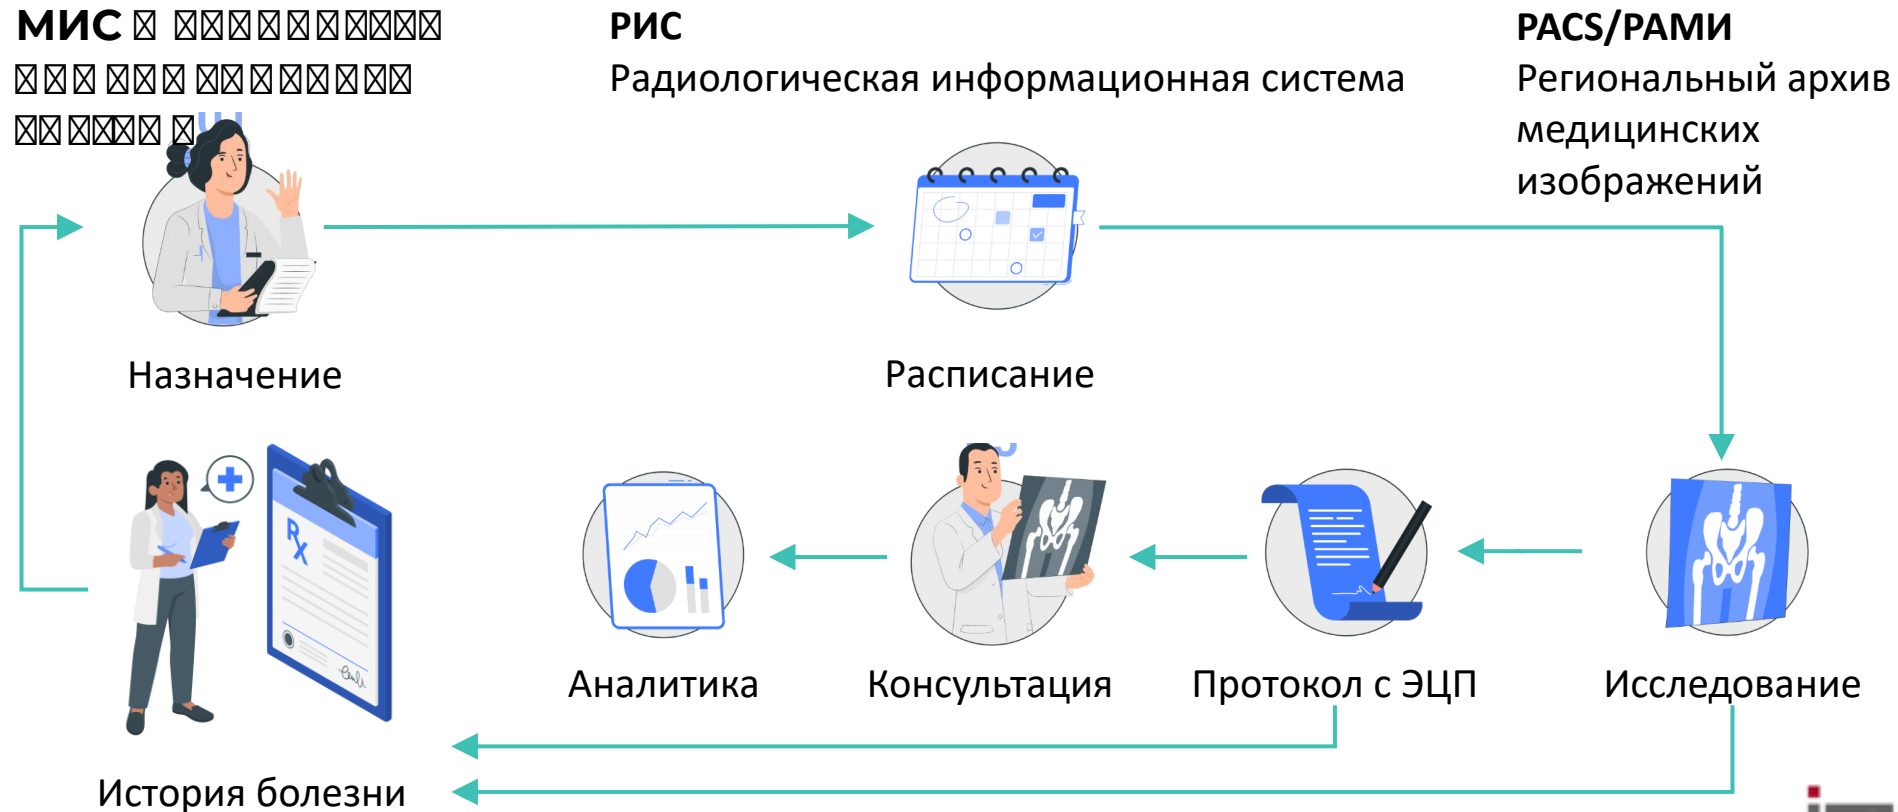 МИС
РИС
Радиологическая информационная система
PACS/РАМИ
Региональный архив
медицинских
изображений
Назначение
Расписание
Rx
Аналитика
Консультация
Протокол с ЭЦП
Исследование
История болезни